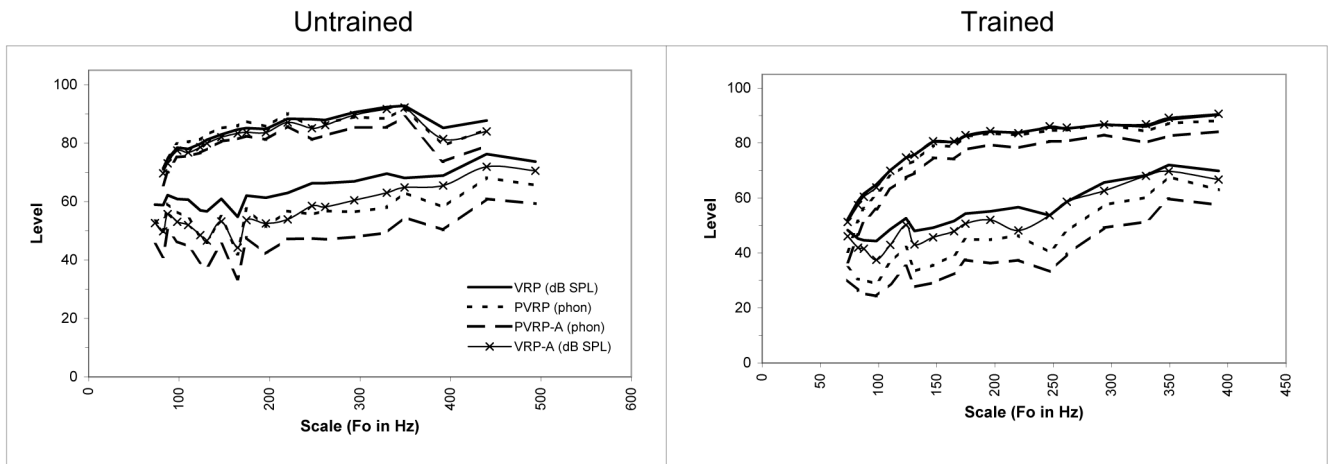 Untrained
Trained
100
80
60
40
20
0
Level
0
100
200
300
400
500
600
Scale (Fo in Hz)
VRP (dB SPL)
PVRP (phon)
PVRP-A (phon)
VRP-A (dB SPL)
100
80
60
40
20
0
Level
0
50
100
150
200
250
300
350
400
450
Scale (Fo in Hz)